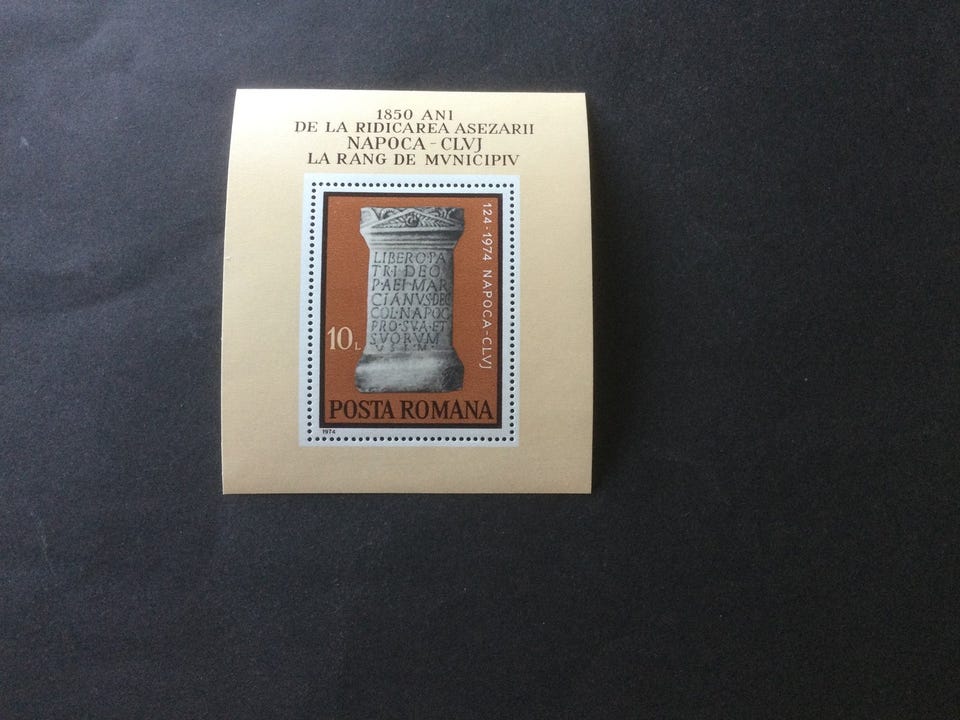 1850 ANI
DE LA RIDICAREA ASEZARII
NAPOCA - CLVJ
LA RANG DE MVNICIPIV
124·1974 NAPOCA-CLVJ
LIBERO PA
TRI DEO
P·AEL·MAR
CIANVS·DEC
COL·NAPOC
PRO·SVA·ET
SVORVM
10L
POSTA ROMANA
1974